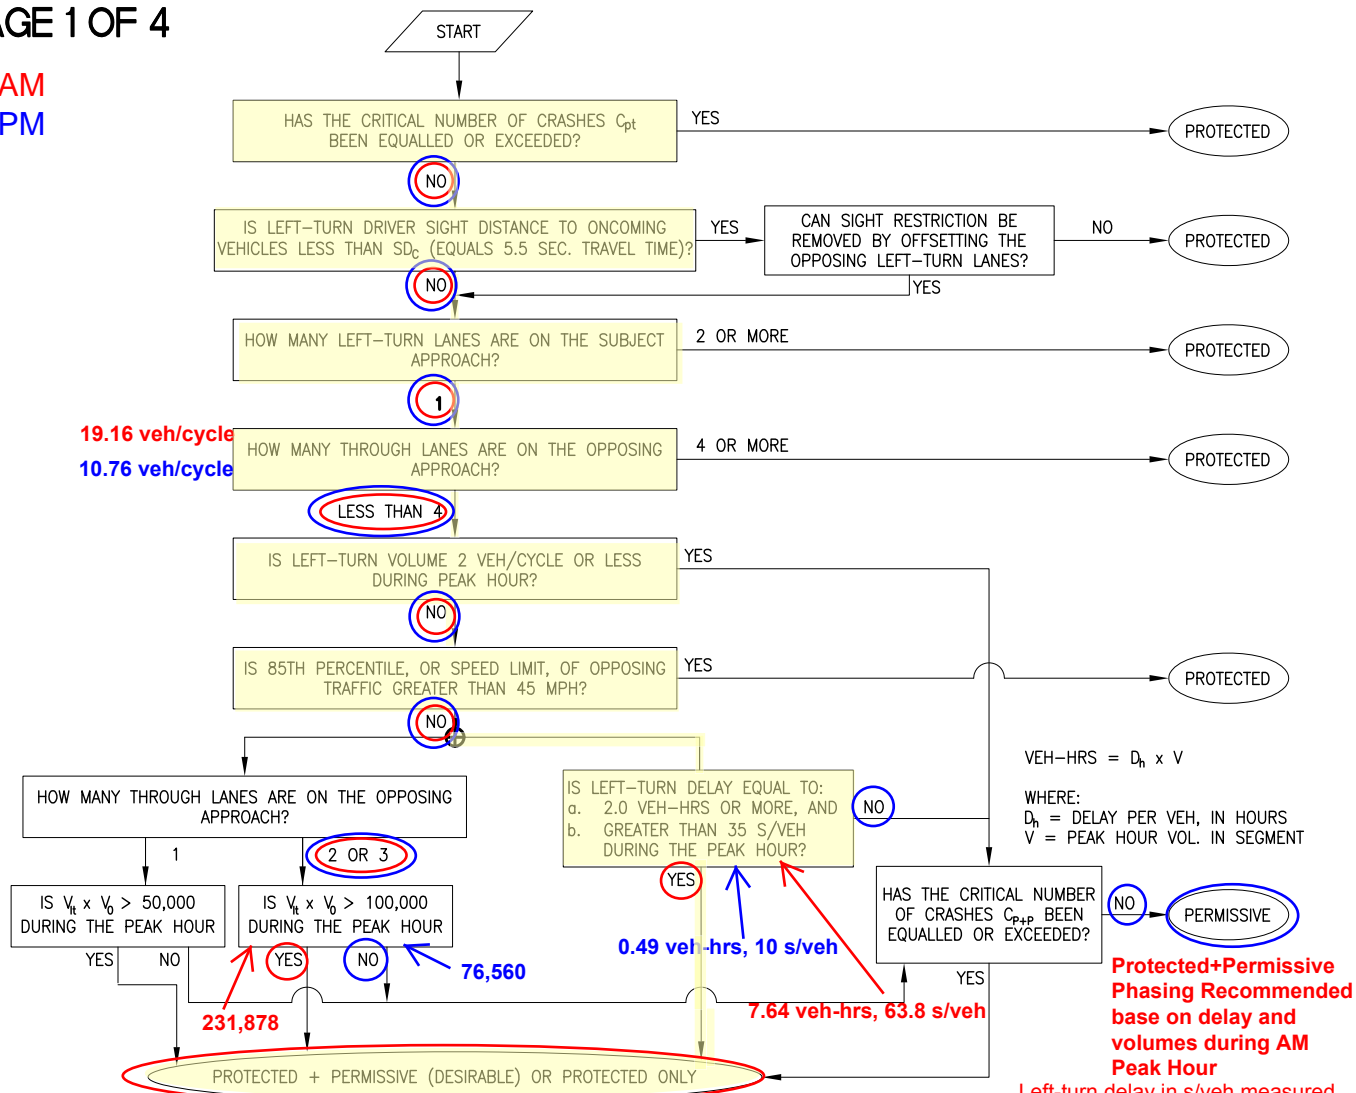 AGE 1 OF 4
AM
PM
START
HAS THE CRITICAL NUMBER OF CRASHES Cpt
BEEN EQUALLED OR EXCEEDED?
YES
PROTECTED
NO
IS LEFT-TURN DRIVER SIGHT DISTANCE TO ONCOMING
VEHICLES LESS THAN SDC (EQUALS 5.5 SEC. TRAVEL TIME)?
YES
CAN SIGHT RESTRICTION BE
REMOVED BY OFFSETTING THE
OPPOSING LEFT-TURN LANES?
NO
PROTECTED
YES
NO
HOW MANY LEFT-TURN LANES ARE ON THE SUBJECT
APPROACH?
2 OR MORE
PROTECTED
1
19.16 veh/cycle
10.76 veh/cycle
HOW MANY THROUGH LANES ARE ON THE OPPOSING
APPROACH?
4 OR MORE
PROTECTED
LESS THAN 4
IS LEFT-TURN VOLUME 2 VEH/CYCLE OR LESS
DURING PEAK HOUR?
YES
NO
IS 85TH PERCENTILE, OR SPEED LIMIT, OF OPPOSING
TRAFFIC GREATER THAN 45 MPH?
YES
PROTECTED
NO
HOW MANY THROUGH LANES ARE ON THE OPPOSING
APPROACH?
1
2 OR 3
IS LEFT-TURN DELAY EQUAL TO:
a. 2.0 VEH-HRS OR MORE, AND
b. GREATER THAN 35 S/VEH
DURING THE PEAK HOUR?
NO
YES
VEH-HRS = Dh x V
WHERE:
Dh = DELAY PER VEH, IN HOURS
V = PEAK HOUR VOL. IN SEGMENT
IS Vlt x V0 > 50,000
DURING THE PEAK HOUR
YES
NO
IS Vlt x V0 > 100,000
DURING THE PEAK HOUR
YES
NO
231,878
76,560
0.49 veh-hrs, 10 s/veh
7.64 veh-hrs, 63.8 s/veh
HAS THE CRITICAL NUMBER
OF CRASHES CP+P BEEN
EQUALLED OR EXCEEDED?
NO
PERMISSIVE
YES
Protected+Permissive
Phasing Recommended
base on delay and
volumes during AM
Peak Hour
Left-turn delay in s/veh measured
PROTECTED + PERMISSIVE (DESIRABLE) OR PROTECTED ONLY